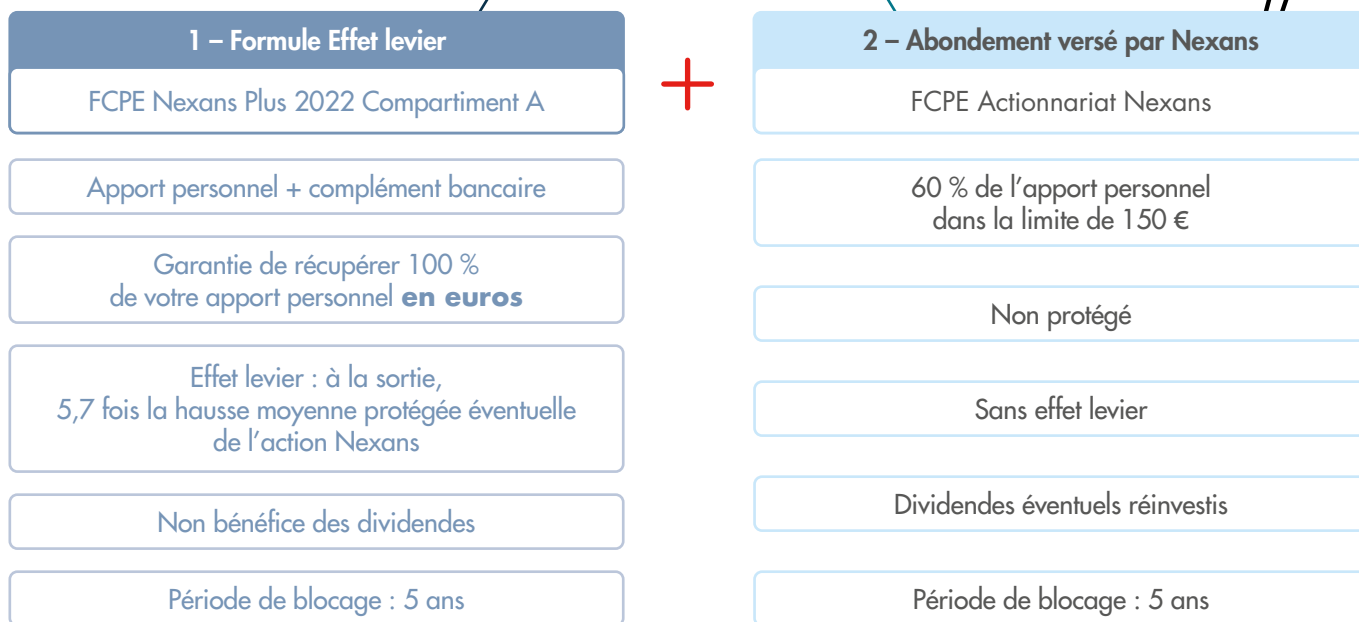 1 – Formule Effet levier
FCPE Nexans Plus 2022 Compartiment A
Apport personnel + complément bancaire
Garantie de récupérer 100 %
de votre apport personnel en euros
Effet levier : à la sortie,
5,7 fois la hausse moyenne protégée éventuelle
de l’action Nexans
Non bénéfice des dividendes
Période de blocage : 5 ans
+
2 – Abondement versé par Nexans
FCPE Actionnariat Nexans
60 % de l’apport personnel
dans la limite de 150 €
Non protégé
Sans effet levier
Dividendes éventuels réinvestis
Période de blocage : 5 ans